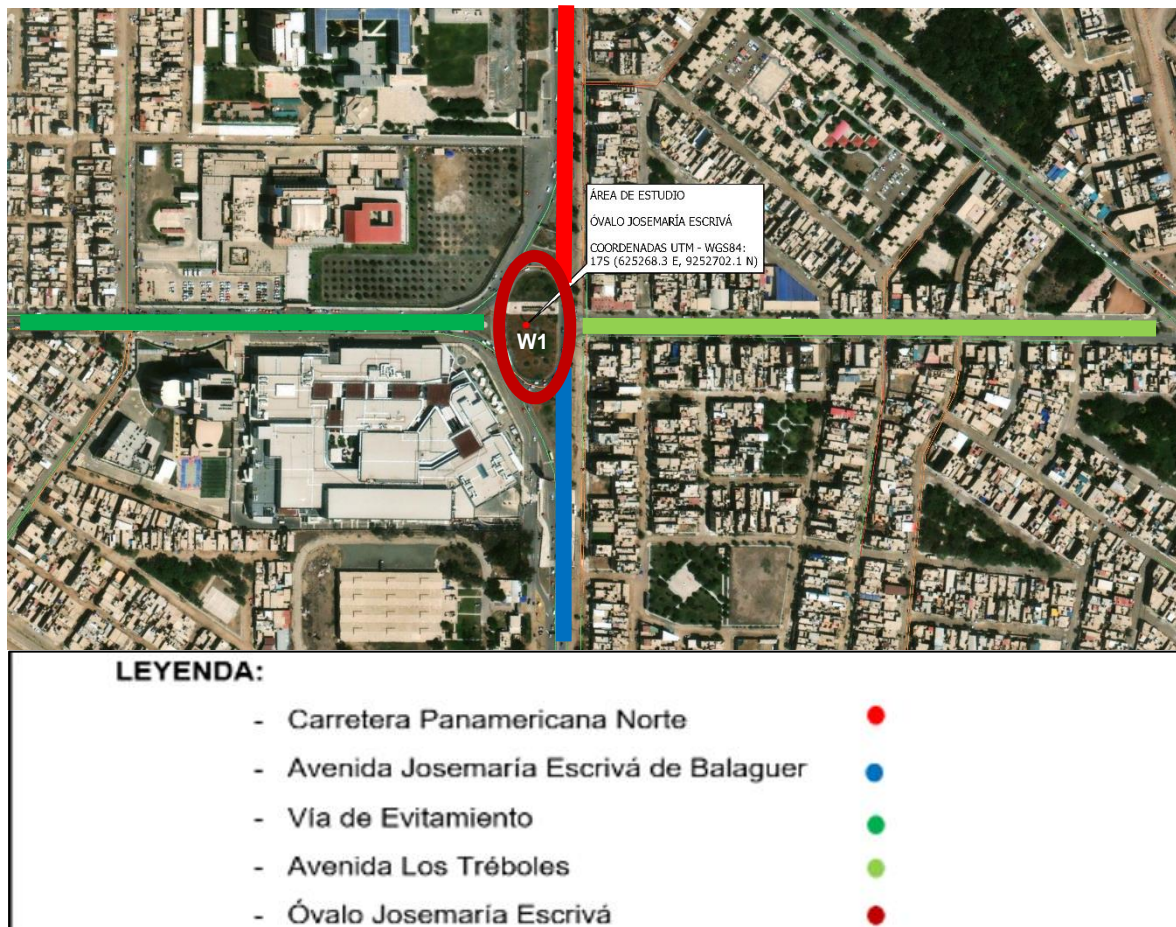 ÁREA DE ESTUDIO
ÓVALO JOSEMARÍA ESCRIVÁ
COORDENADAS UTM - WGS84:
17S (625268.3 E, 9252702.1 N)
W1
LEYENDA:
- Carretera Panamericana Norte
- Avenida Josemaría Escrivá de Balaguer
- Vía de Evitamiento
- Avenida Los Tréboles
- Óvalo Josemaría Escrivá